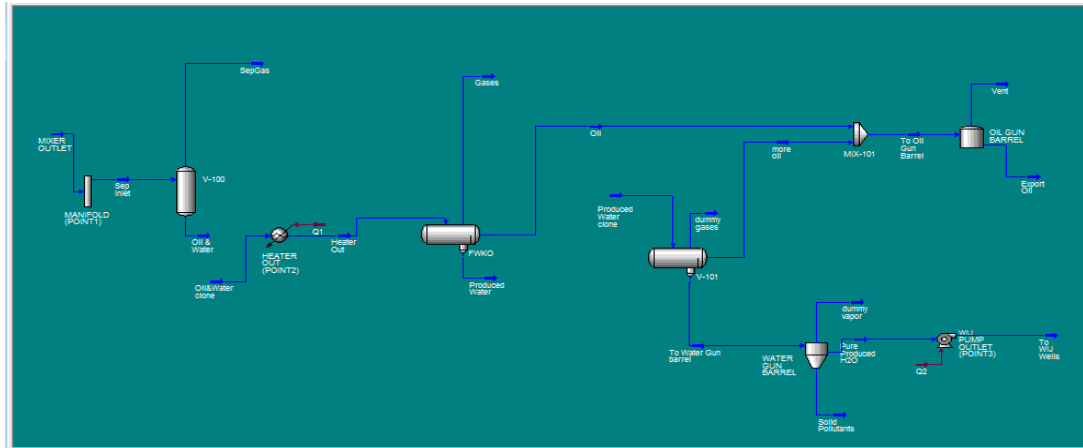 SepGas
Gases
Vent
MIXER
OUTLET
Oil
OIL GUN
BARREL
more
oil
MIX-101
To Oil
Gun
Barrel
Sep
Inlet
V-100
Export
Oil
MANIFOLD
(POINT1)
Produced
Water
clone
dummy
gases
Q1
Oil &
Water
Heater
Out
FWKO
HEATER
OUT
(POINT2)
V-101
Oil&Water
clone
Produced
Water
dummy
vapor
WIJ
PUMP
OUTLET
(POINT3)
To
WIJ
Wells
To Water Gun
barrel
WATER
GUN
BARREL
Pure
Produced
H2O
Q2
Solid
Pollutants